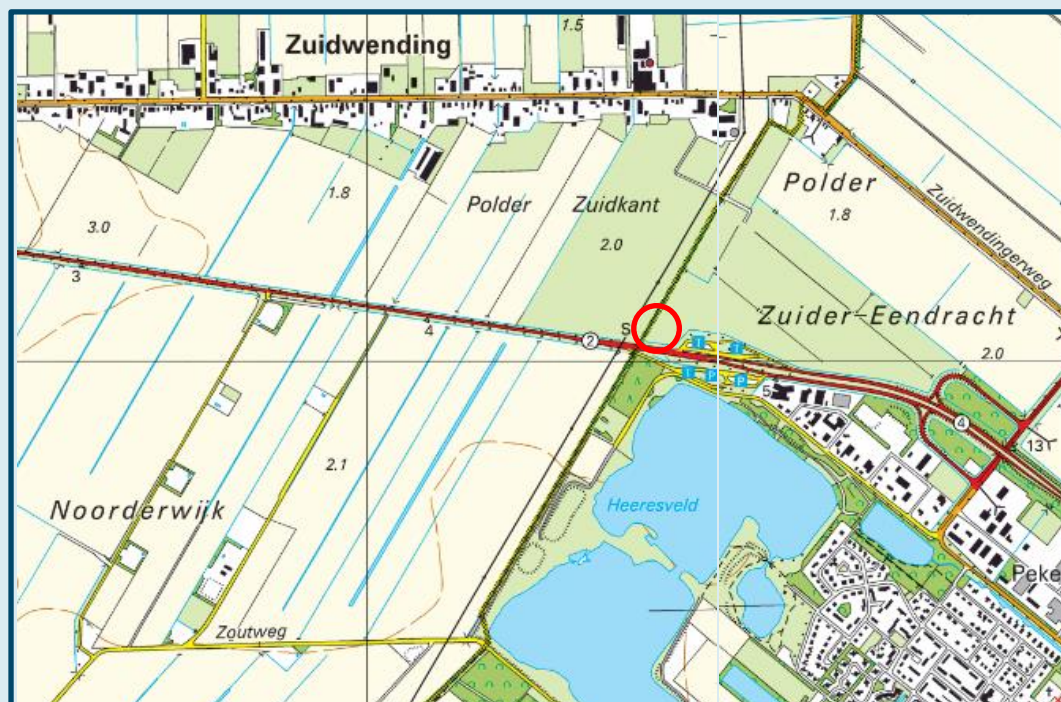 1.5
Zuidwending
Polder
1.8
1.8
Polder
Zuidkant
Zuidwendingerweg
3.0
2.0
3
4
S
2
Zuider-Eendracht
2.0
T
T
T
P
P
5
4
13
2.1
Noorderwijk
Heeresveld
Peke
Zoutweg